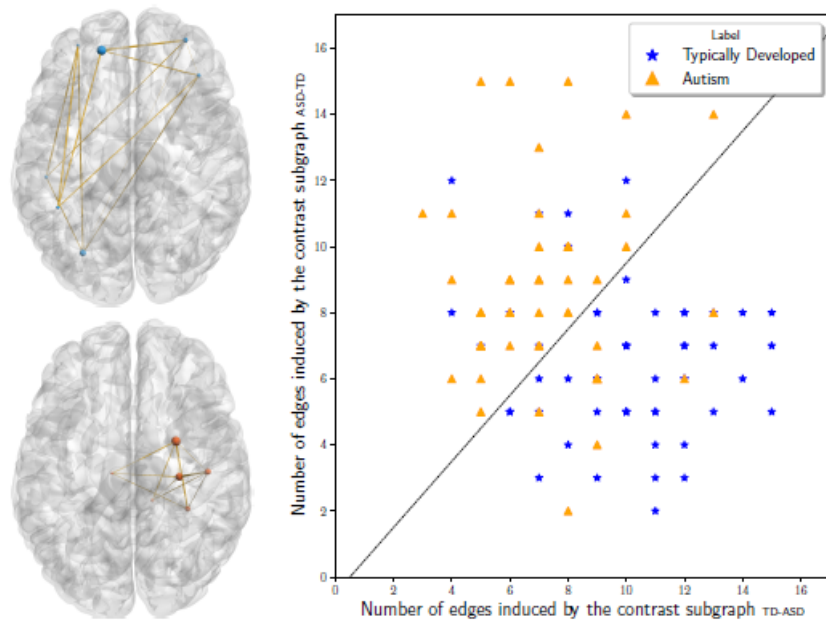 Label
Typically Developed
Autism
Number of edges induced by the contrast subgraph ASD-TD
16
14
12
10
8
6
4
2
0
0 2 4 6 8 10 12 14 16
Number of edges induced by the contrast subgraph TD-ASD